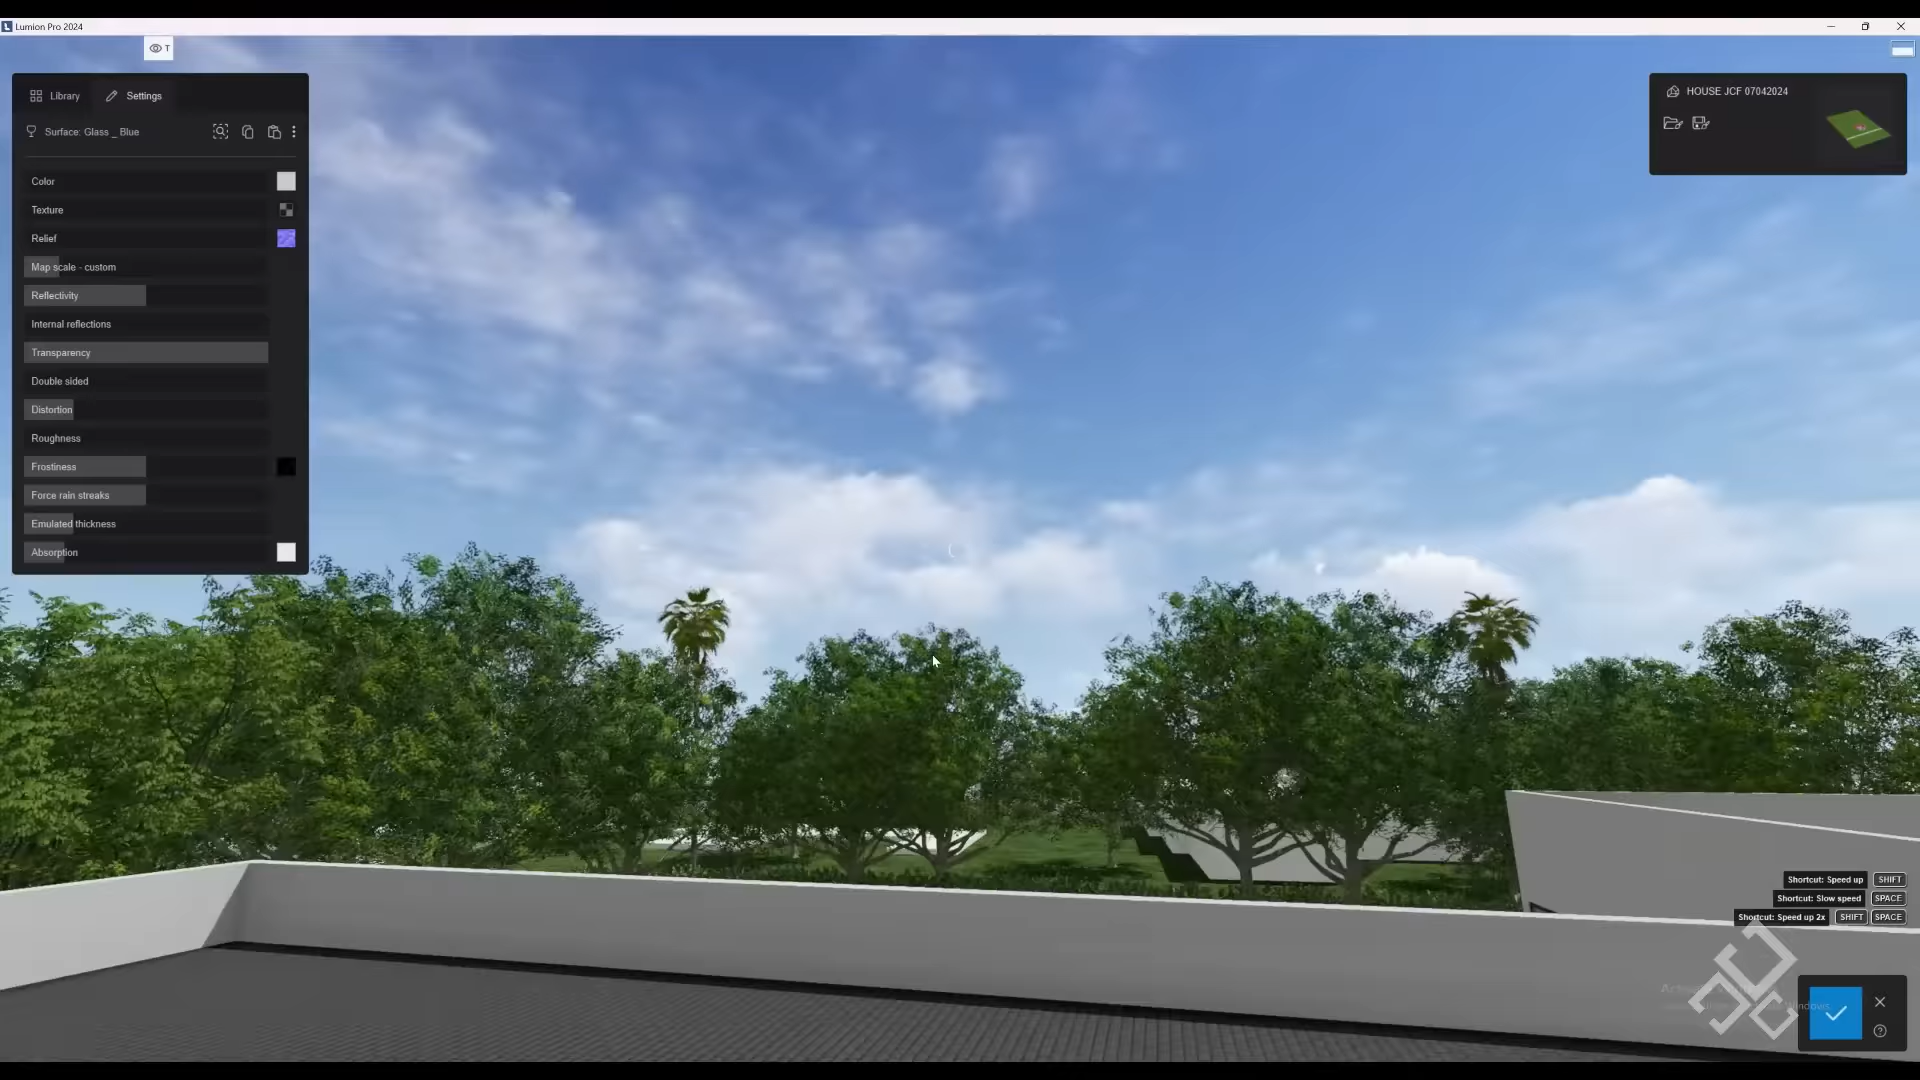 Lumion Pro 2024
T
Library Settings
Surface: Glass _ Blue
Color
Texture
Relief
Map scale - custom
Reflectivity
Internal reflections
Transparency
Double sided
Distortion
Roughness
Frostiness
Force rain streaks
Emulated thickness
Absorption
HOUSE JCF 07042024
Shortcut: Speed up SHIFT
Shortcut: Slow speed SPACE
Shortcut: Speed up 2x SHIFT SPACE